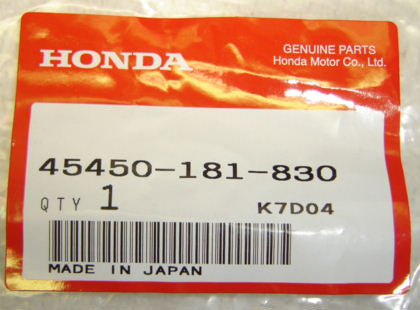 HONDA
GENUINE PARTS
Honda Motor Co., Ltd.
45450-181-830
QTY 1
K7D04
MADE IN JAPAN